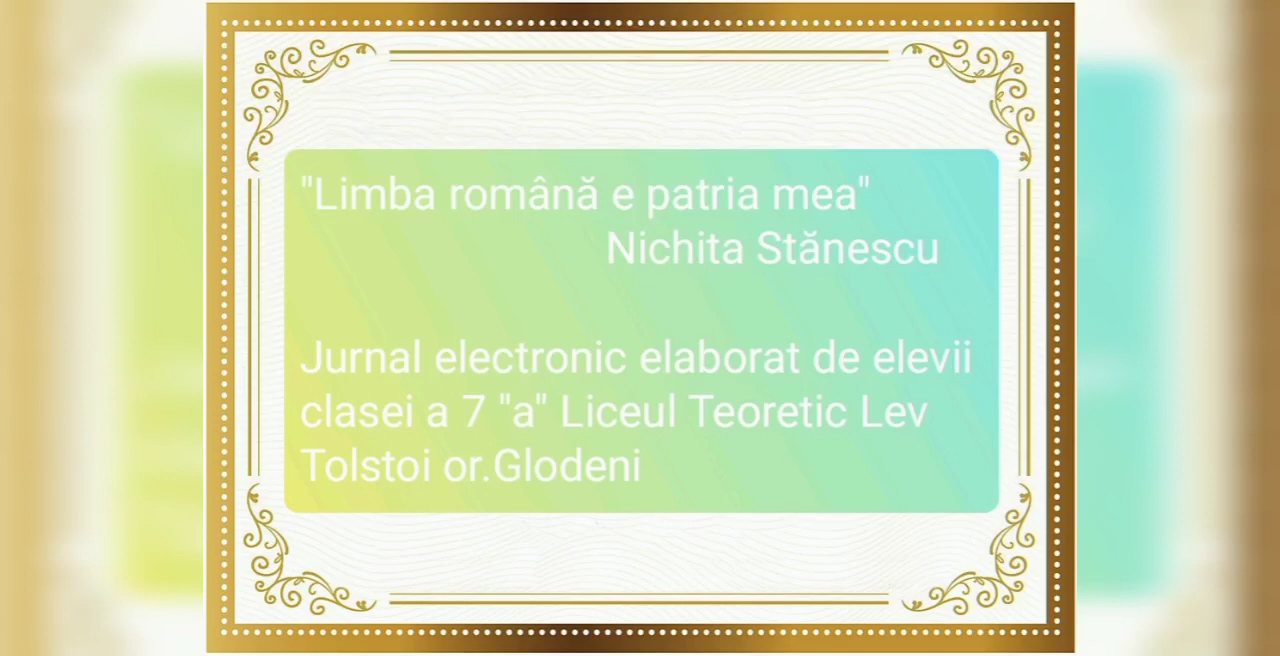 "Limba română e patria mea"
Nichita Stănescu
Jurnal electronic elaborat de elevii
clasei a 7 "a" Liceul Teoretic Lev
Tolstoi or.Glodeni